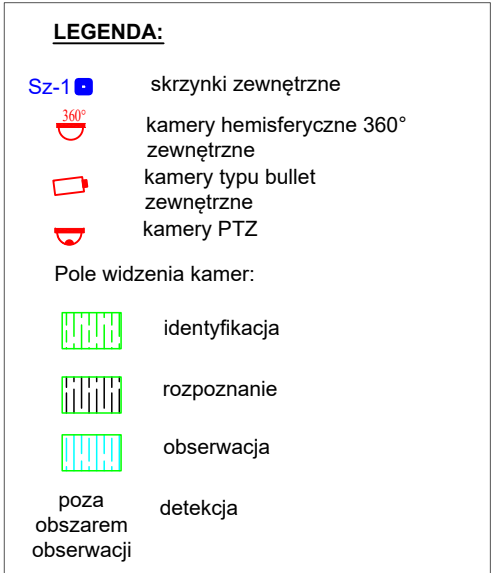 LEGENDA:
Sz-1 skrzynki zewnętrzne
360° kamery hemisferyczne 360°
zewnętrzne
kamery typu bullet
zewnętrzne
kamery PTZ
Pole widzenia kamer:
identyfikacja
rozpoznanie
obserwacja
poza
obszarem
obserwacji
detekcja